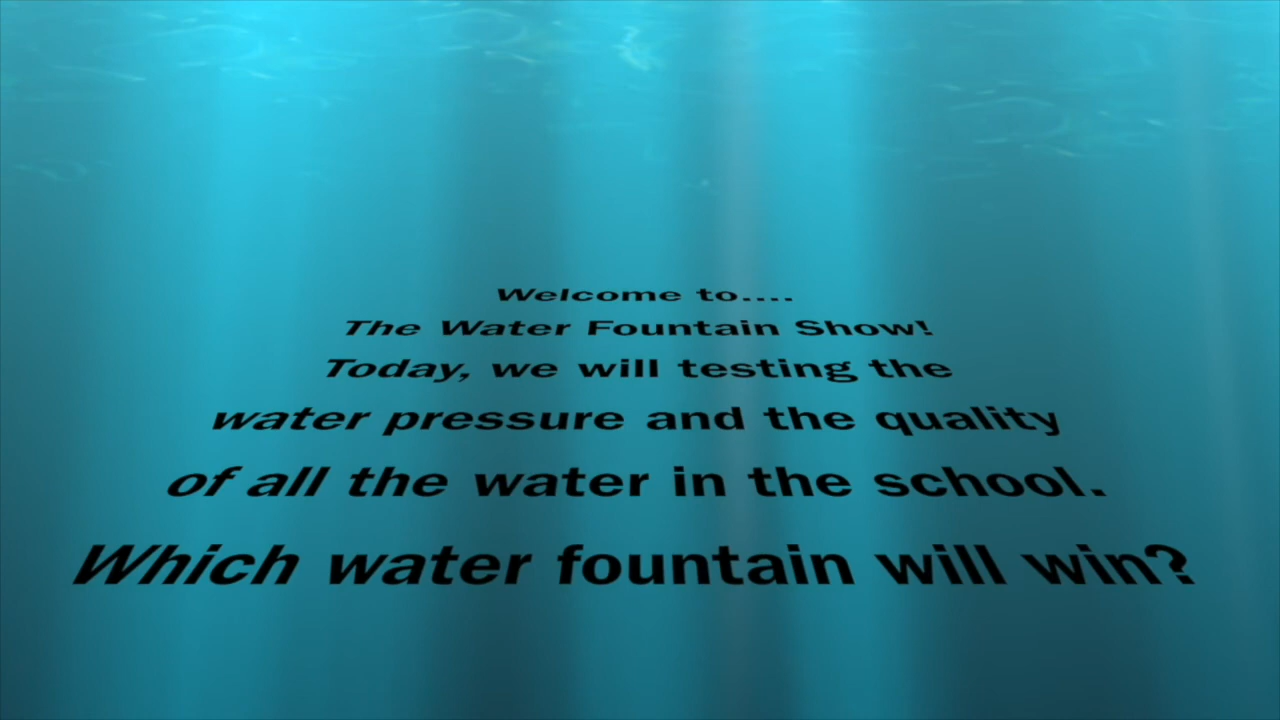 Welcome to....
The Water Fountain Show!
Today, we will testing the
water pressure and the quality
of all the water in the school.
Which water fountain will win?